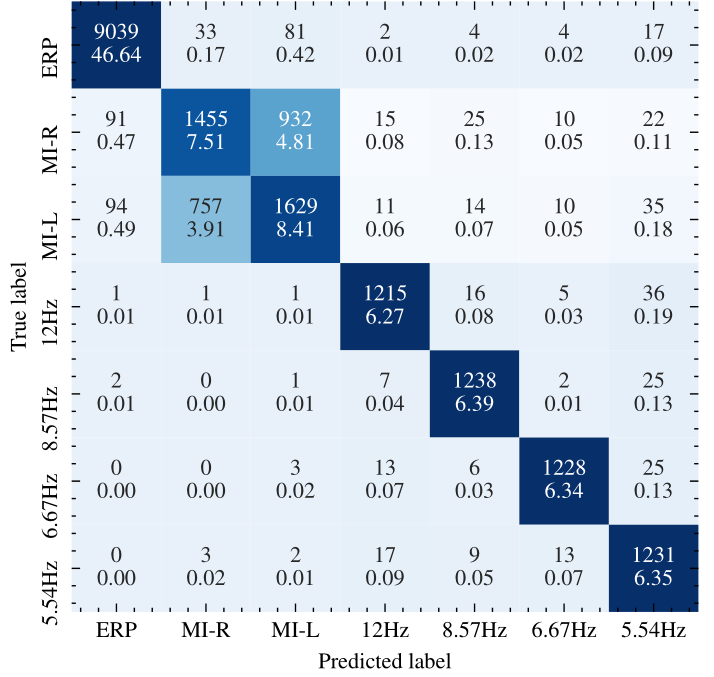 9039 33 81 2 4 4 17
46.64 0.17 0.42 0.01 0.02 0.02 0.09
ERP
91 1455 932 15 25 10 22
0.47 7.51 4.81 0.08 0.13 0.05 0.11
MI-R
94 757 1629 11 14 10 35
0.49 3.91 8.41 0.06 0.07 0.05 0.18
MI-L
1 1 1 1215 16 5 36
0.01 0.01 0.01 6.27 0.08 0.03 0.19
12Hz
2 0 1 7 1238 2 25
0.01 0.00 0.01 0.04 6.39 0.01 0.13
8.57Hz
0 0 3 13 6 1228 25
0.00 0.00 0.02 0.07 0.03 6.34 0.13
6.67Hz
0 3 2 17 9 13 1231
0.00 0.02 0.01 0.09 0.05 0.07 6.35
5.54Hz
True label
ERP MI-R MI-L 12Hz 8.57Hz 6.67Hz 5.54Hz
Predicted label